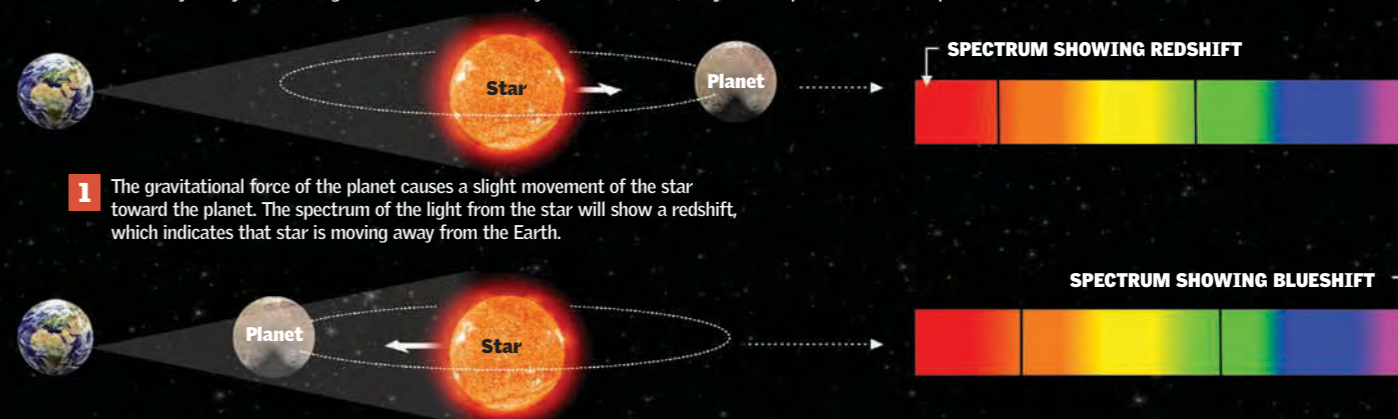 SPECTRUM SHOWING REDSHIFT
Star
Planet
1
The gravitational force of the planet causes a slight movement of the star
toward the planet. The spectrum of the light from the star will show a redshift,
which indicates that star is moving away from the Earth.
SPECTRUM SHOWING BLUESHIFT
Planet
Star